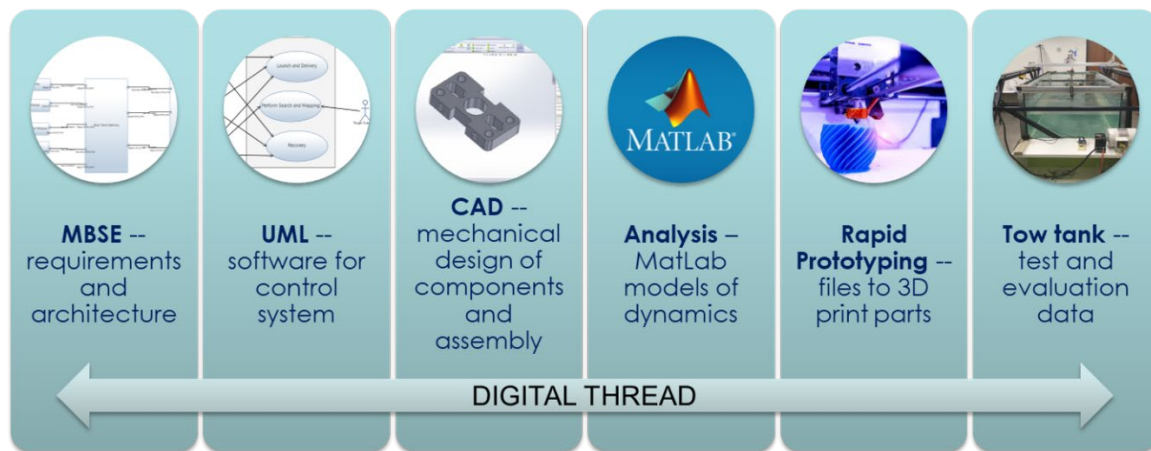 Launch and Delivery
Perform Search and Mapping
Recovery
MATLAB®
MBSE --
requirements
and
architecture
UML --
software for
control
system
CAD --
mechanical
design of
components
and
assembly
Analysis –
MatLab
models of
dynamics
Rapid
Prototyping --
files to 3D
print parts
Tow tank --
test and
evaluation
data
DIGITAL THREAD